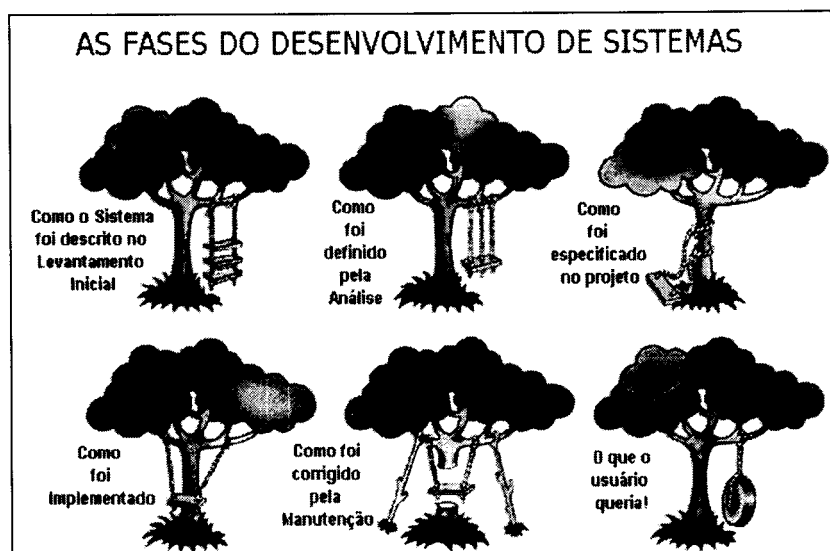 AS FASES DO DESENVOLVIMENTO DE SISTEMAS
Como o Sistema
foi descrito no
Levantamento
Inicial
Como
foi
definido
pela
Análise
Como
foi
especificado
no projeto
Como
foi
Implementado
Como foi
corrigido
pela
Manutenção
O que o
usuário
queria!